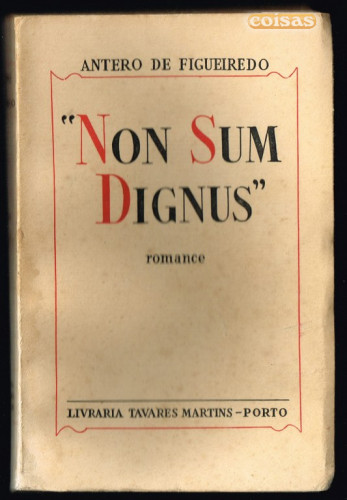 coisas
ANTERO DE FIGUEIREDO
"NON SUM
DIGNUS"
romance
LIVRARIA TAVARES MARTINS-PORTO